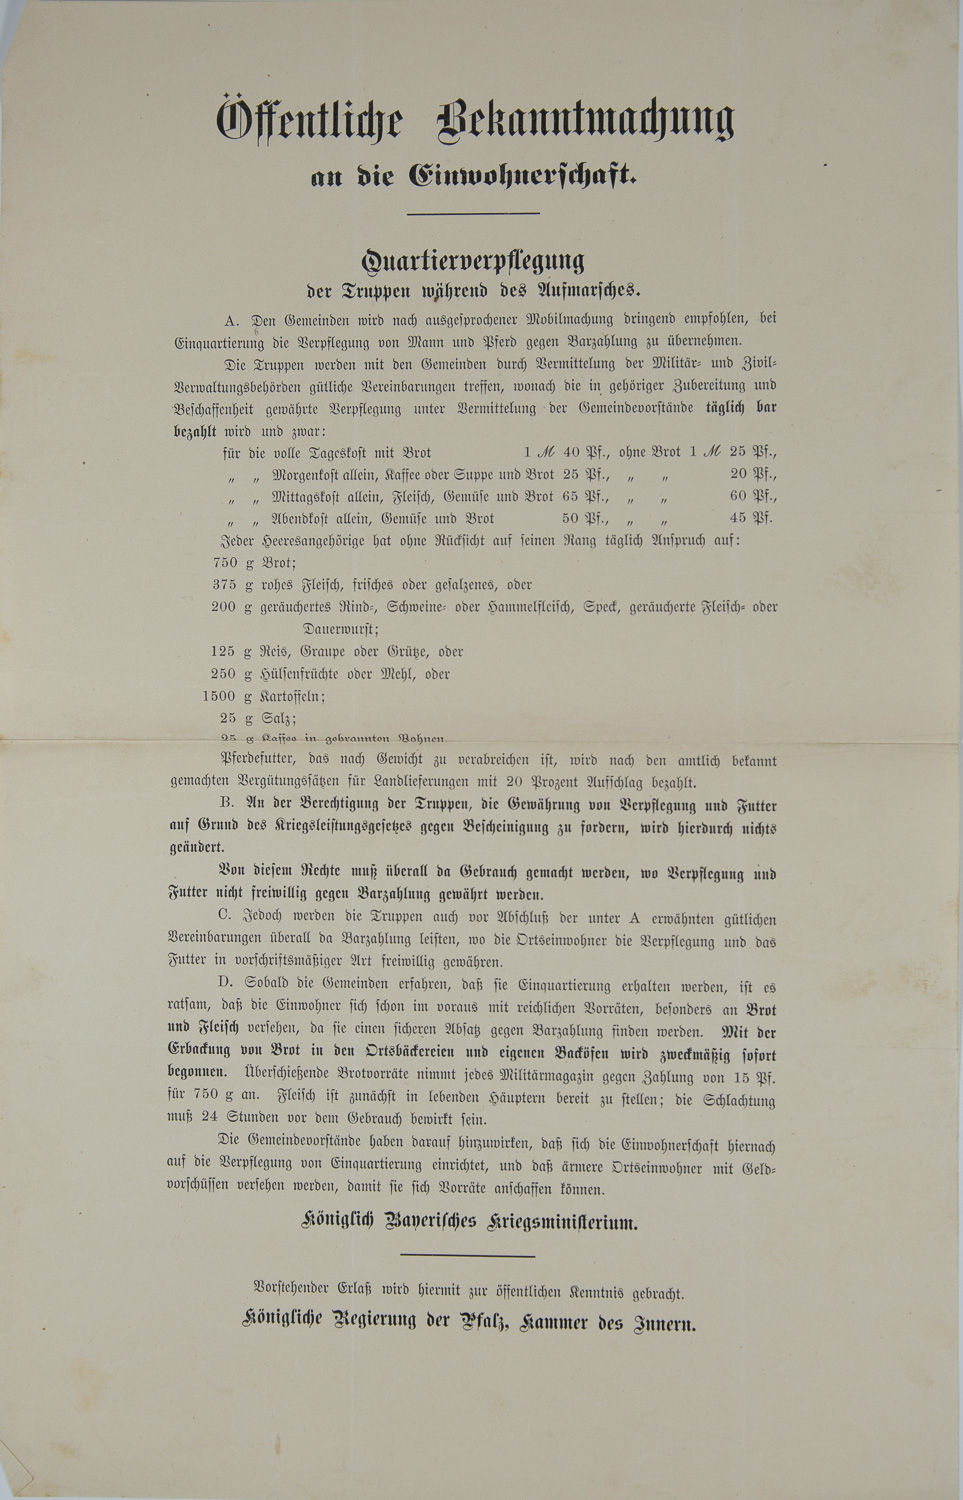 Öffentliche Bekanntmachung
an die Einwohnerschaft.
Quartierverpflegung
der Truppen während des Aufmarsches.
A. Den Gemeinden wird nach ausgesprochener Mobilmachung dringend empfohlen, bei
Einquartierung die Verpflegung von Mann und Pferd gegen Barzahlung zu übernehmen.
Die Truppen werden mit den Gemeinden durch Vermittelung der Militär- und Zivil-
Verwaltungsbehörden gütliche Vereinbarungen treffen, wonach die in gehöriger Zubereitung und
Beschaffenheit gewährte Verpflegung unter Vermittelung der Gemeindevorstände täglich bar
bezahlt wird und zwar:
für die volle Tageskost mit Brot 1 ℳ 40 Pf., ohne Brot 1 ℳ 25 Pf.,
„ „ Morgenkost allein, Kaffee oder Suppe und Brot 25 Pf., „ „ 20 Pf.,
„ „ Mittagskost allein, Fleisch, Gemüse und Brot 65 Pf., „ „ 60 Pf.,
„ „ Abendkost allein, Gemüse und Brot 50 Pf., „ „ 45 Pf.
Jeder Heeresangehörige hat ohne Rücksicht auf seinen Rang täglich Anspruch auf:
750 g Brot;
375 g rohes Fleisch, frisches oder gesalzenes, oder
200 g geräuchertes Rind-, Schweine- oder Hammelfleisch, Speck, geräucherte Fleisch- oder
Dauerwurst;
125 g Reis, Graupe oder Grütze, oder
250 g Hülsenfrüchte oder Mehl, oder
1500 g Kartoffeln;
25 g Salz;
25 g Kaffee in gebrannten Bohnen
Pferdefutter, das nach Gewicht zu verabreichen ist, wird nach den amtlich bekannt
gemachten Vergütungssätzen für Landlieferungen mit 20 Prozent Aufschlag bezahlt.
B. An der Berechtigung der Truppen, die Gewährung von Verpflegung und Futter
auf Grund des Kriegsleistungsgesetzes gegen Bescheinigung zu fordern, wird hierdurch nichts
geändert.
Von diesem Rechte muß überall da Gebrauch gemacht werden, wo Verpflegung und
Futter nicht freiwillig gegen Barzahlung gewährt werden.
C. Jedoch werden die Truppen auch vor Abschluß der unter A erwähnten gütlichen
Vereinbarungen überall da Barzahlung leisten, wo die Ortseinwohner die Verpflegung und das
Futter in vorschriftsmäßiger Art freiwillig gewähren.
D. Sobald die Gemeinden erfahren, daß sie Einquartierung erhalten werden, ist es
ratsam, daß die Einwohner sich schon im voraus mit reichlichen Vorräten, besonders an Brot
und Fleisch versehen, da sie einen sicheren Absatz gegen Barzahlung finden werden. Mit der
Erbackung von Brot in den Ortsbäckereien und eigenen Backöfen wird zweckmäßig sofort
begonnen. Überschießende Brotvorräte nimmt jedes Militärmagazin gegen Zahlung von 15 Pf.
für 750 g an. Fleisch ist zunächst in lebenden Häuptern bereit zu stellen; die Schlachtung
muß 24 Stunden vor dem Gebrauch bewirkt sein.
Die Gemeindevorstände haben darauf hinzuwirken, daß sich die Einwohnerschaft hiernach
auf die Verpflegung von Einquartierung einrichtet, und daß ärmere Ortseinwohner mit Geld-
vorschüssen versehen werden, damit sie sich Vorräte anschaffen können.
Königlich Bayerisches Kriegsministerium.
Vorstehender Erlaß wird hiermit zur öffentlichen Kenntnis gebracht.
Königliche Regierung der Pfalz, Kammer des Innern.